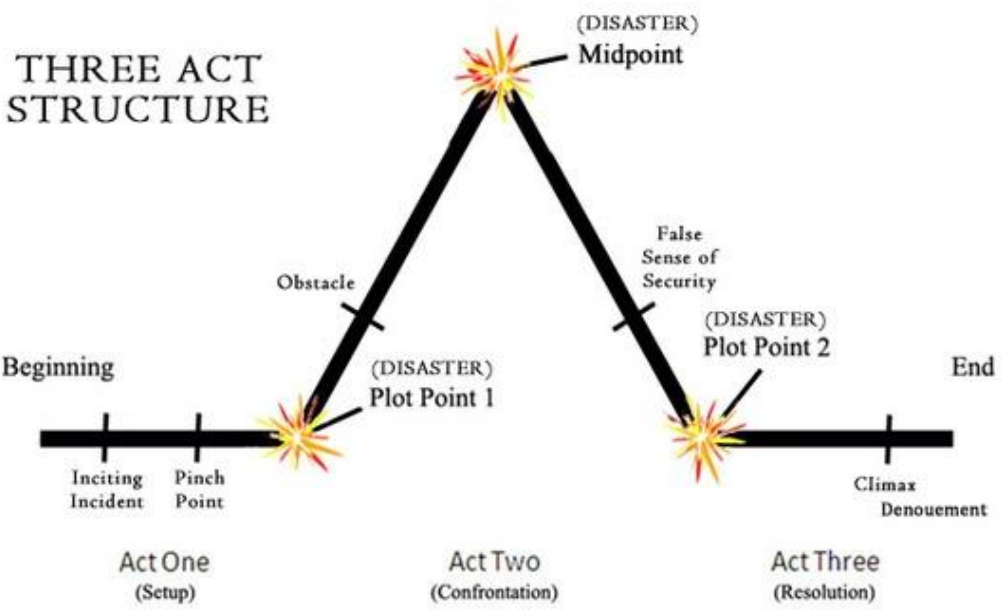 THREE ACT
STRUCTURE
(DISASTER)
Midpoint
Obstacle
False
Sense of
Security
(DISASTER)
Plot Point 2
Beginning
(DISASTER)
Plot Point 1
End
Inciting
Incident
Pinch
Point
Climax
Denouement
Act One
(Setup)
Act Two
(Confrontation)
Act Three
(Resolution)